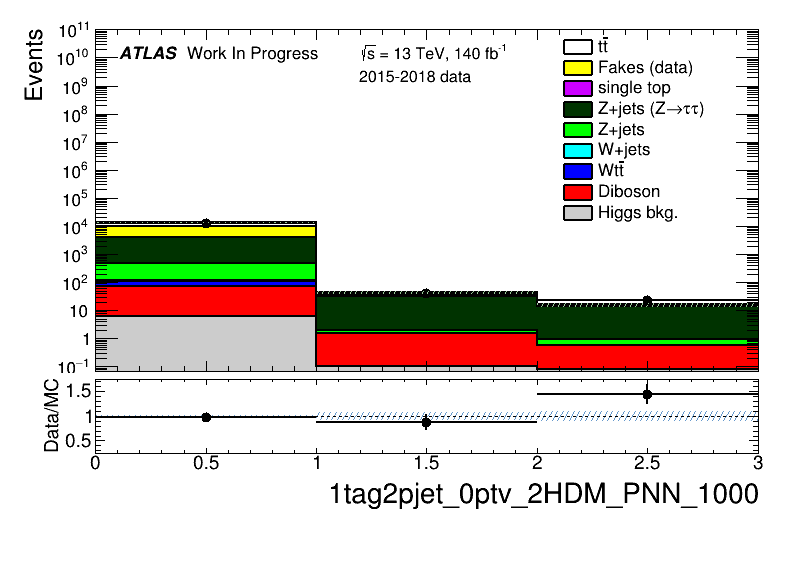 Events
10¹¹
10¹⁰
10⁹
10⁸
10⁷
10⁶
10⁵
10⁴
10³
10²
10
1
10⁻¹
ATLAS Work In Progress
√s = 13 TeV, 140 fb⁻¹
2015-2018 data
tt̄
Fakes (data)
single top
Z+jets (Z→ττ)
Z+jets
W+jets
Wtt̄
Diboson
Higgs bkg.
Data/MC
1.5
1
0.5
0 0.5 1 1.5 2 2.5 3
1tag2pjet_0ptv_2HDM_PNN_1000